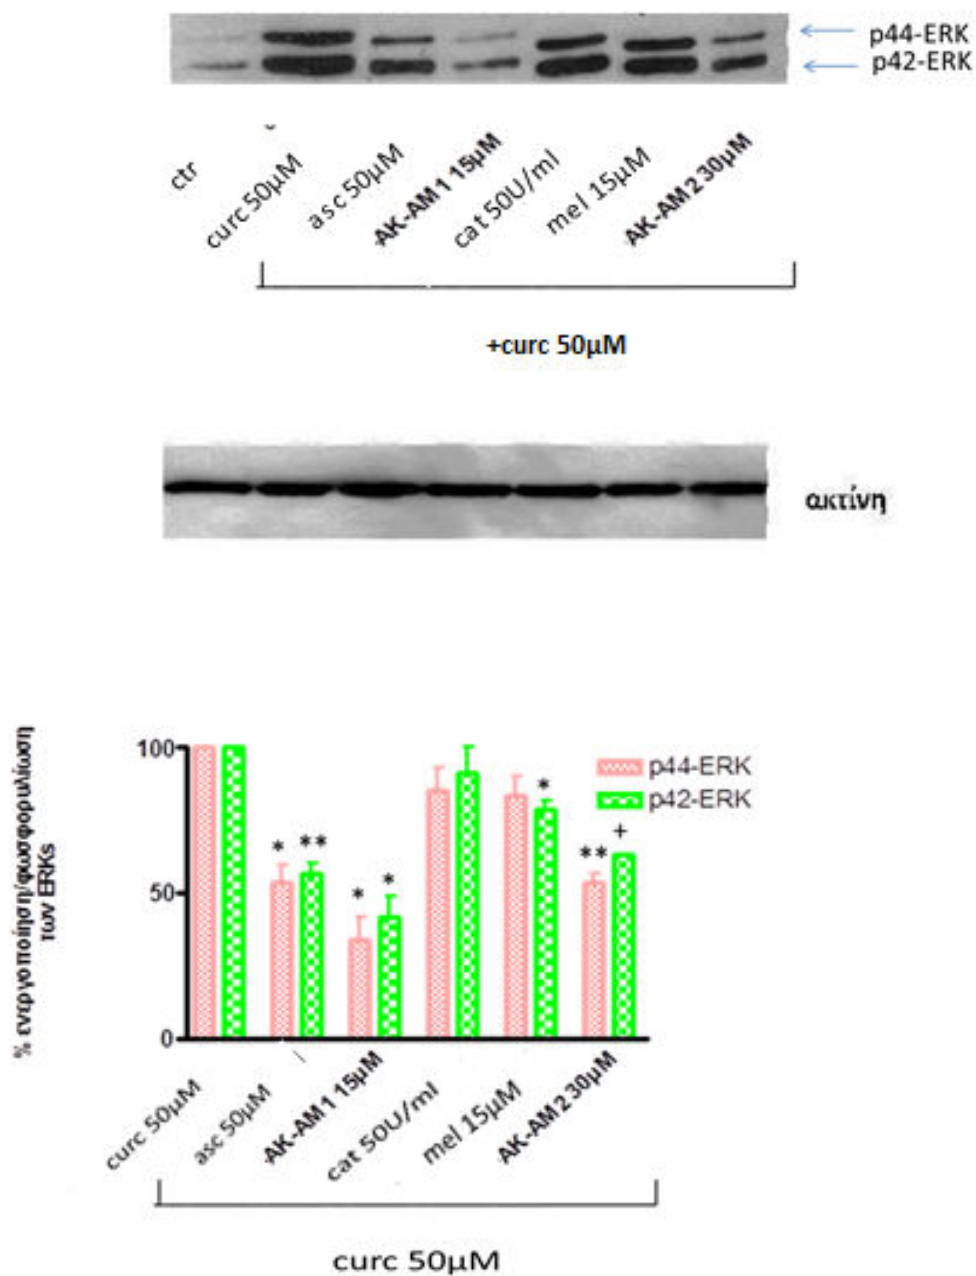 p44-ERK
p42-ERK
ctr
curc 50μM
asc 50μM
AK-AM1 15μM
cat 50U/ml
mel 15μM
AK-AM2 30μM
+curc 50μM
ακτίνη
% ενεργοποίηση/φωσφορυλίωση
των ERKs
100
50
0
p44-ERK
p42-ERK
* ** * * * ** +
curc 50μM
asc 50μM
AK-AM1 15μM
cat 50U/ml
mel 15μM
AK-AM2 30μM
curc 50μM